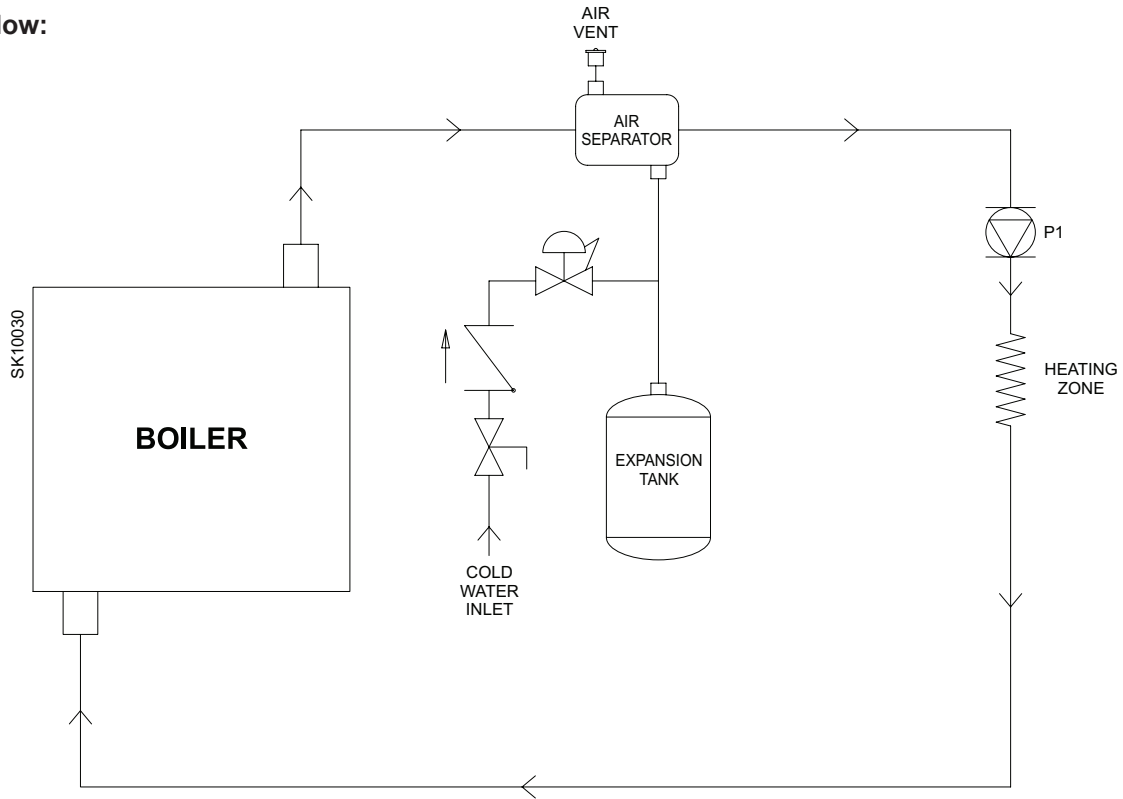 low:
AIR
VENT
AIR
SEPARATOR
P1
SK10030
HEATING
ZONE
BOILER
EXPANSION
TANK
COLD
WATER
INLET